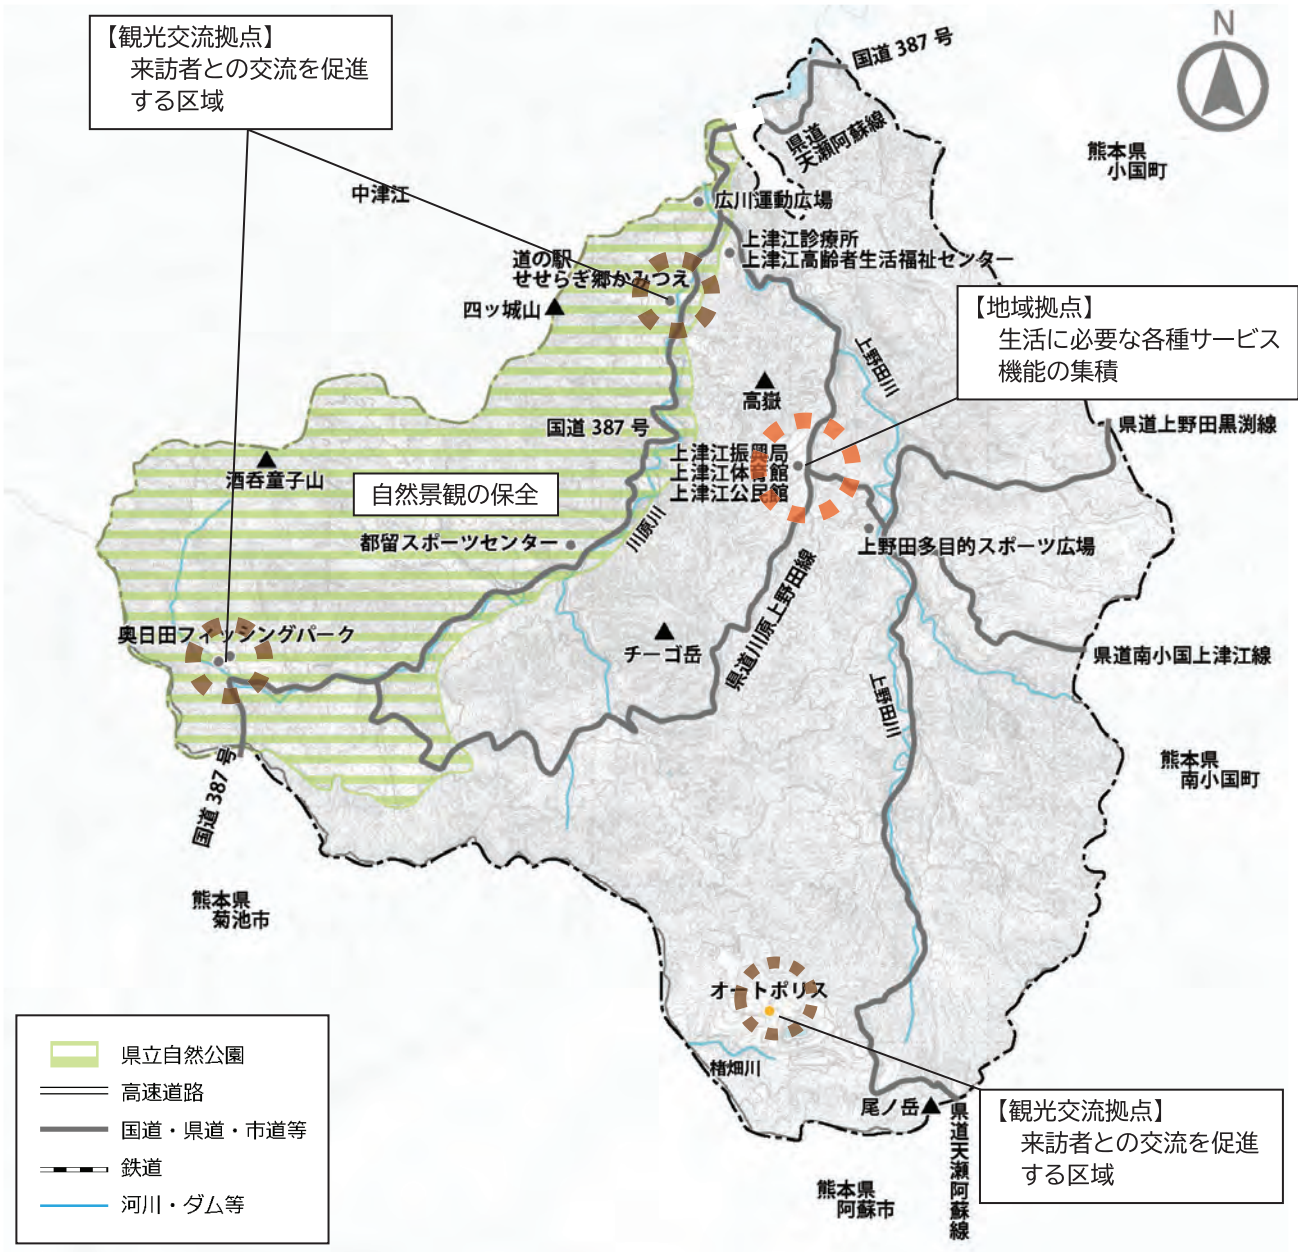 【観光交流拠点】
来訪者との交流を促進
する区域
N
国道 387 号
県道
天瀬阿蘇線
熊本県
小国町
中津江
広川運動広場
上津江診療所
上津江高齢者生活福祉センター
道の駅
せせらぎ郷かみつえ
四ッ城山
【地域拠点】
生活に必要な各種サービス
機能の集積
上野田川
高嶽
国道 387 号
県道上野田黒渕線
上津江振興局
上津江体育館
上津江公民館
酒呑童子山
自然景観の保全
川原川
都留スポーツセンター
上野田多目的スポーツ広場
県道川原上野田線
奥日田フィッシングパーク
チーゴ岳
県道南小国上津江線
上野田川
国道 387 号
熊本県
南小国町
熊本県
菊池市
オートポリス
楮畑川
尾ノ岳
県道天瀬阿蘇線
【観光交流拠点】
来訪者との交流を促進
する区域
熊本県
阿蘇市
県立自然公園
高速道路
国道・県道・市道等
鉄道
河川・ダム等